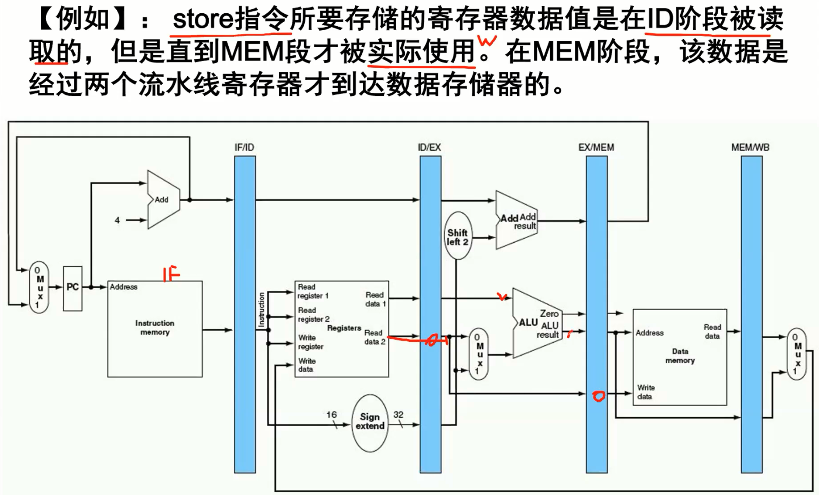 【例如】： store指令所要存储的寄存器数据值是在ID阶段被读
取的，但是直到MEM段才被实际使用。在MEM阶段，该数据是
经过两个流水线寄存器才到达数据存储器的。
W
IF/ID
ID/EX
EX/MEM
MEM/WB
Add
4
Add Add
result
Shift
left 2
0
M
u
x
1
PC
IF
Address
Instruction
memory
Instruction
Read
register 1
Read
register 2
Write
register
Write
data
Registers
Read
data 1
Read
data 2
0
M
u
x
1
Zero
ALU
ALU
result
Address
Write
data
Read
data
Data
memory
0
M
u
x
1
16
Sign
extend
32